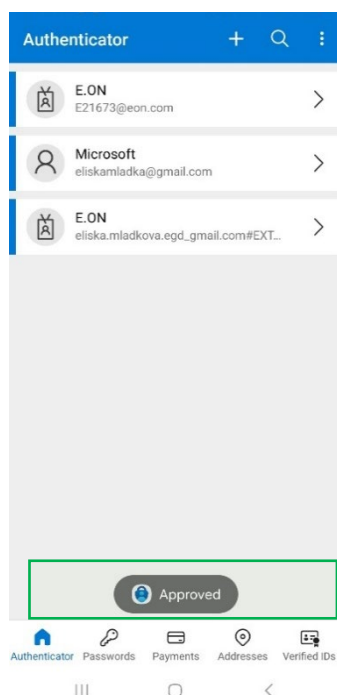 Authenticator
E.ON
E21673@eon.com
Microsoft
eliskamladka@gmail.com
E.ON
eliska.mladkova.egd_gmail.com#EXT...
Approved
Authenticator Passwords Payments Addresses Verified IDs